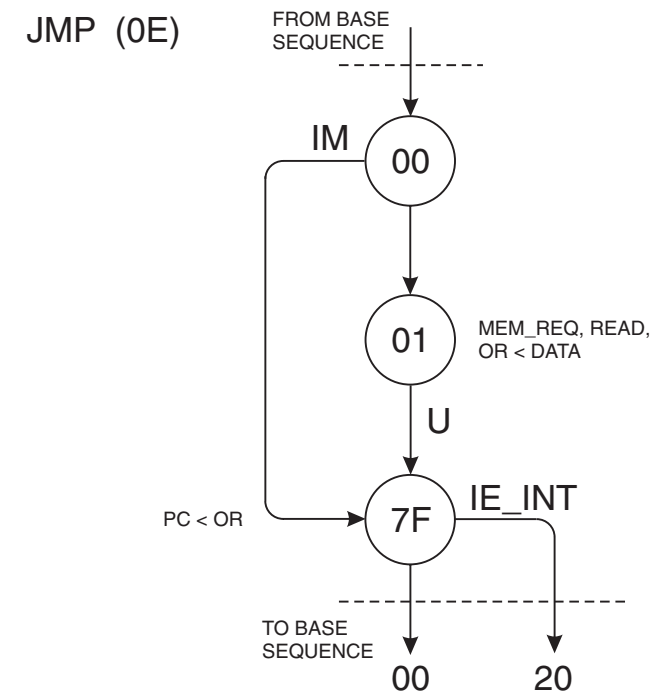 JMP (0E)
FROM BASE
SEQUENCE
IM
00
01
MEM_REQ, READ,
OR < DATA
U
PC < OR
7F
IE_INT
TO BASE
SEQUENCE
00
20